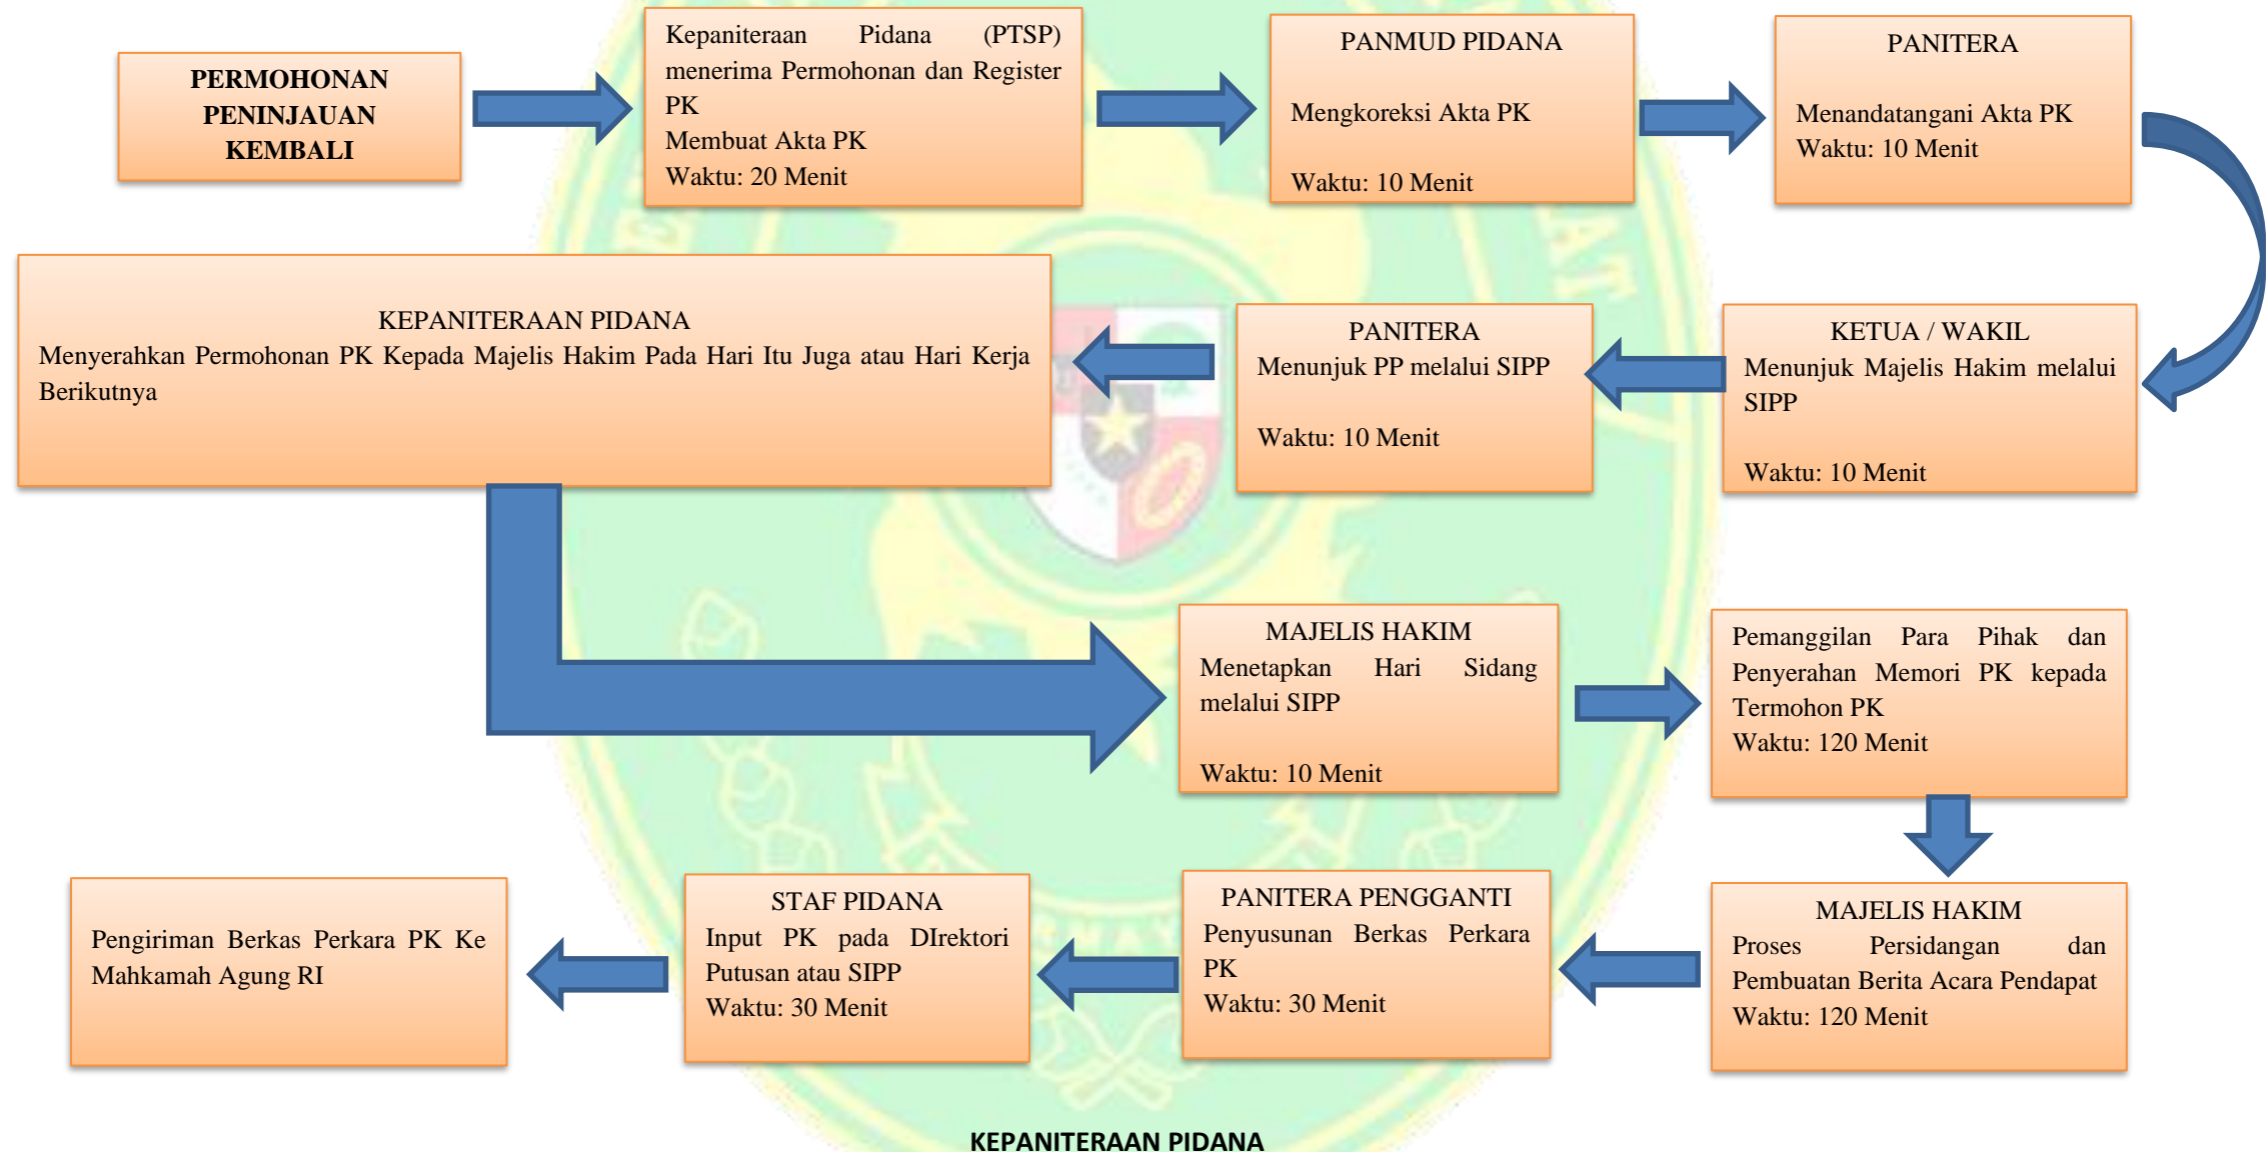 PERMOHONAN
PENINJAUAN
KEMBALI
Kepaniteraan Pidana (PTSP)
menerima Permohonan dan Register
PK
Membuat Akta PK
Waktu: 20 Menit
PANMUD PIDANA
Mengkoreksi Akta PK
Waktu: 10 Menit
PANITERA
Menandatangani Akta PK
Waktu: 10 Menit
KETUA / WAKIL
Menunjuk Majelis Hakim melalui
SIPP
Waktu: 10 Menit
PANITERA
Menunjuk PP melalui SIPP
Waktu: 10 Menit
KEPANITERAAN PIDANA
Menyerahkan Permohonan PK Kepada Majelis Hakim Pada Hari Itu Juga atau Hari Kerja
Berikutnya
MAJELIS HAKIM
Menetapkan Hari Sidang
melalui SIPP
Waktu: 10 Menit
Pemanggilan Para Pihak dan
Penyerahan Memori PK kepada
Termohon PK
Waktu: 120 Menit
MAJELIS HAKIM
Proses Persidangan dan
Pembuatan Berita Acara Pendapat
Waktu: 120 Menit
PANITERA PENGGANTI
Penyusunan Berkas Perkara
PK
Waktu: 30 Menit
STAF PIDANA
Input PK pada DIrektori
Putusan atau SIPP
Waktu: 30 Menit
Pengiriman Berkas Perkara PK Ke
Mahkamah Agung RI
KEPANITERAAN PIDANA